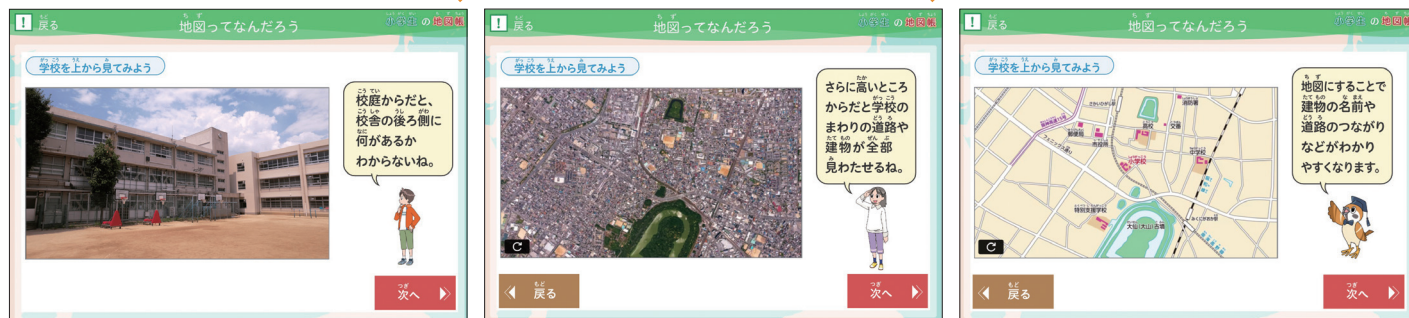 戻る
地図ってなんだろう
小学生の地図帳
学校を上から見てみよう
校庭からだと、
校舎の後ろ側に
何があるか
わからないね。
次へ
戻る
地図ってなんだろう
小学生の地図帳
学校を上から見てみよう
さらに高いところ
からだと学校の
まわりの道路や
建物が全部
見わたせるね。
戻る
次へ
戻る
地図ってなんだろう
小学生の地図帳
学校を上から見てみよう
消防署
高校
交番
郵便局
市役所
小学校
中学校
特別支援学校
大仙(大山)古墳
地図にすることで
建物の名前や
道路のつながり
などがわかり
やすくなります。
戻る
次へ